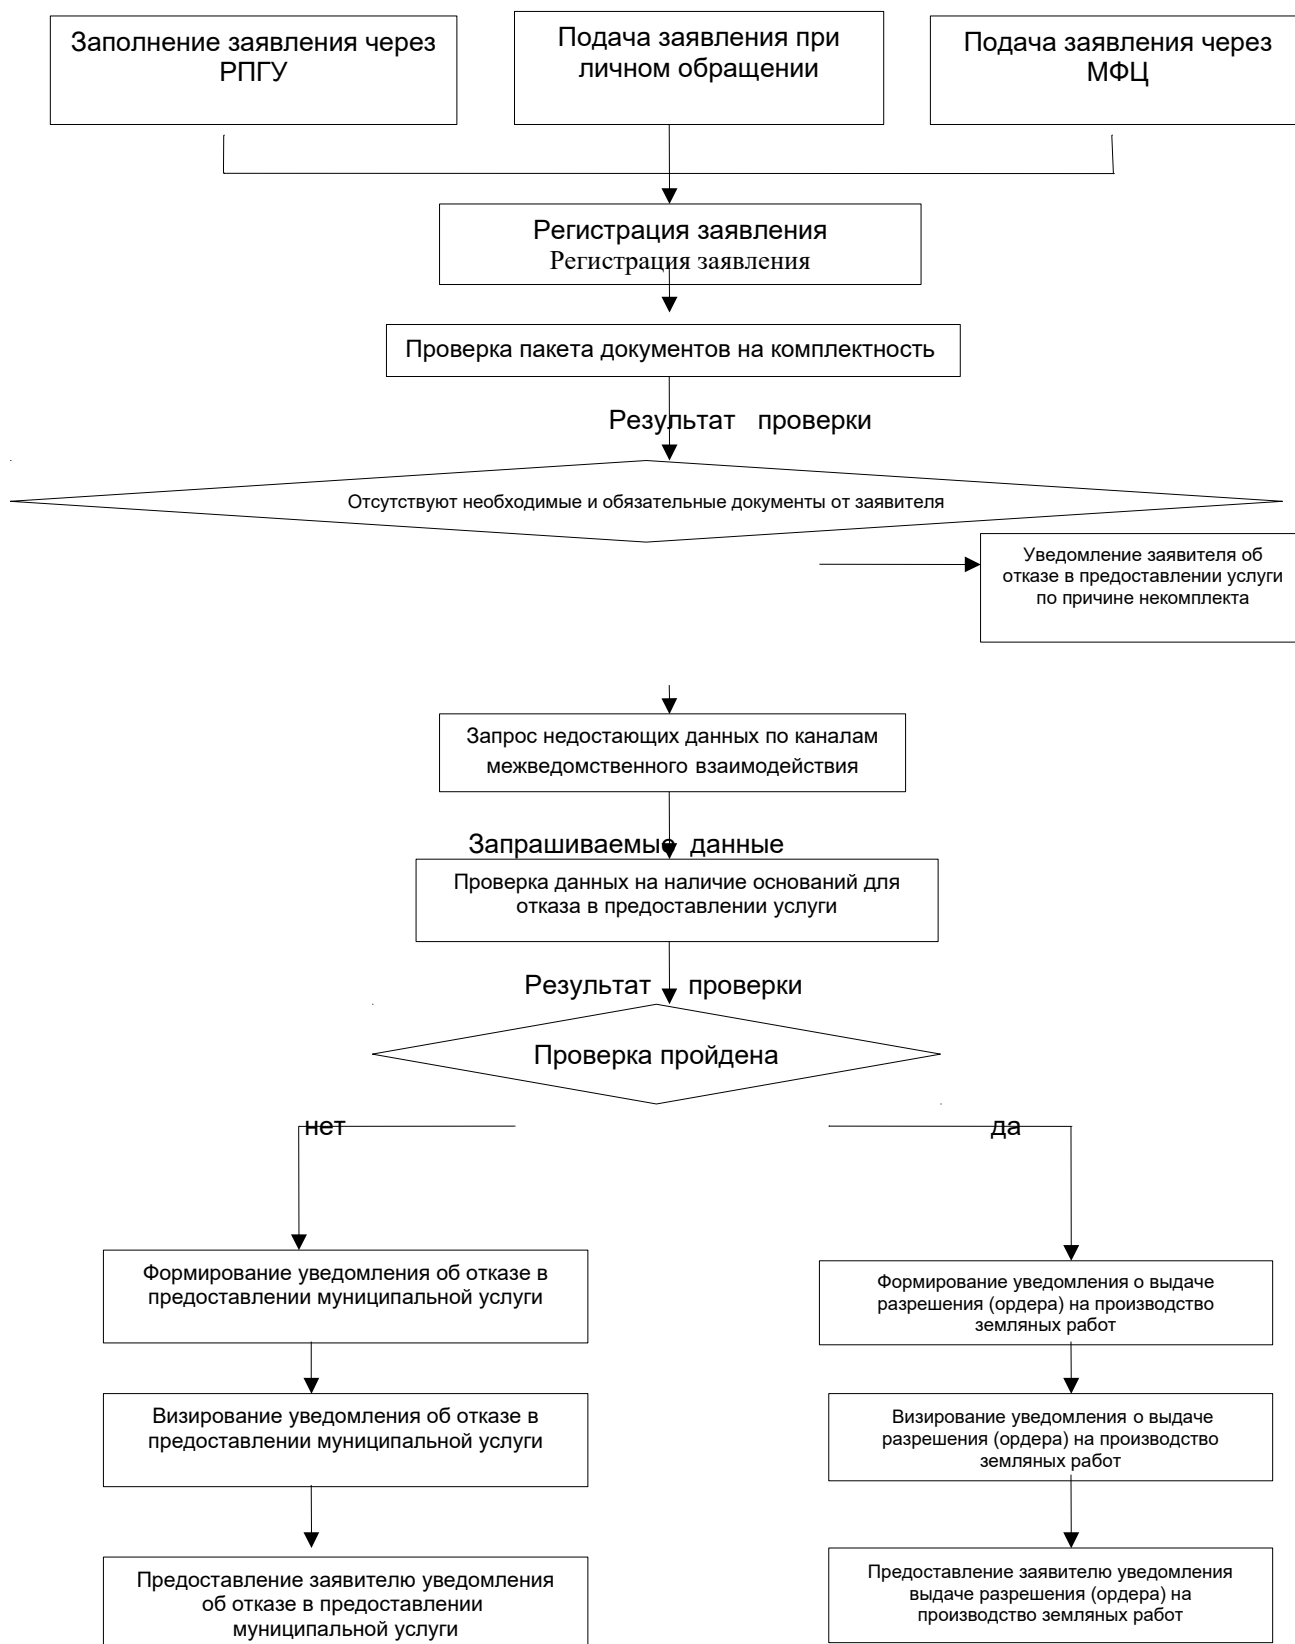 Заполнение заявления через
РПГУ
Подача заявления при
личном обращении
Подача заявления через
МФЦ
Регистрация заявления
Регистрация заявления
Проверка пакета документов на комплектность
Результат проверки
Отсутствуют необходимые и обязательные документы от заявителя
Уведомление заявителя об
отказе в предоставлении услуги
по причине некомплекта
Запрос недостающих данных по каналам
межведомственного взаимодействия
Запрашиваемые данные
Проверка данных на наличие оснований для
отказа в предоставлении услуги
Результат проверки
Проверка пройдена
нет
да
Формирование уведомления об отказе в
предоставлении муниципальной услуги
Формирование уведомления о выдаче
разрешения (ордера) на производство
земляных работ
Визирование уведомления об отказе в
предоставлении муниципальной услуги
Визирование уведомления о выдаче
разрешения (ордера) на производство
земляных работ
Предоставление заявителю уведомления
об отказе в предоставлении
муниципальной услуги
Предоставление заявителю уведомления
выдаче разрешения (ордера) на
производство земляных работ